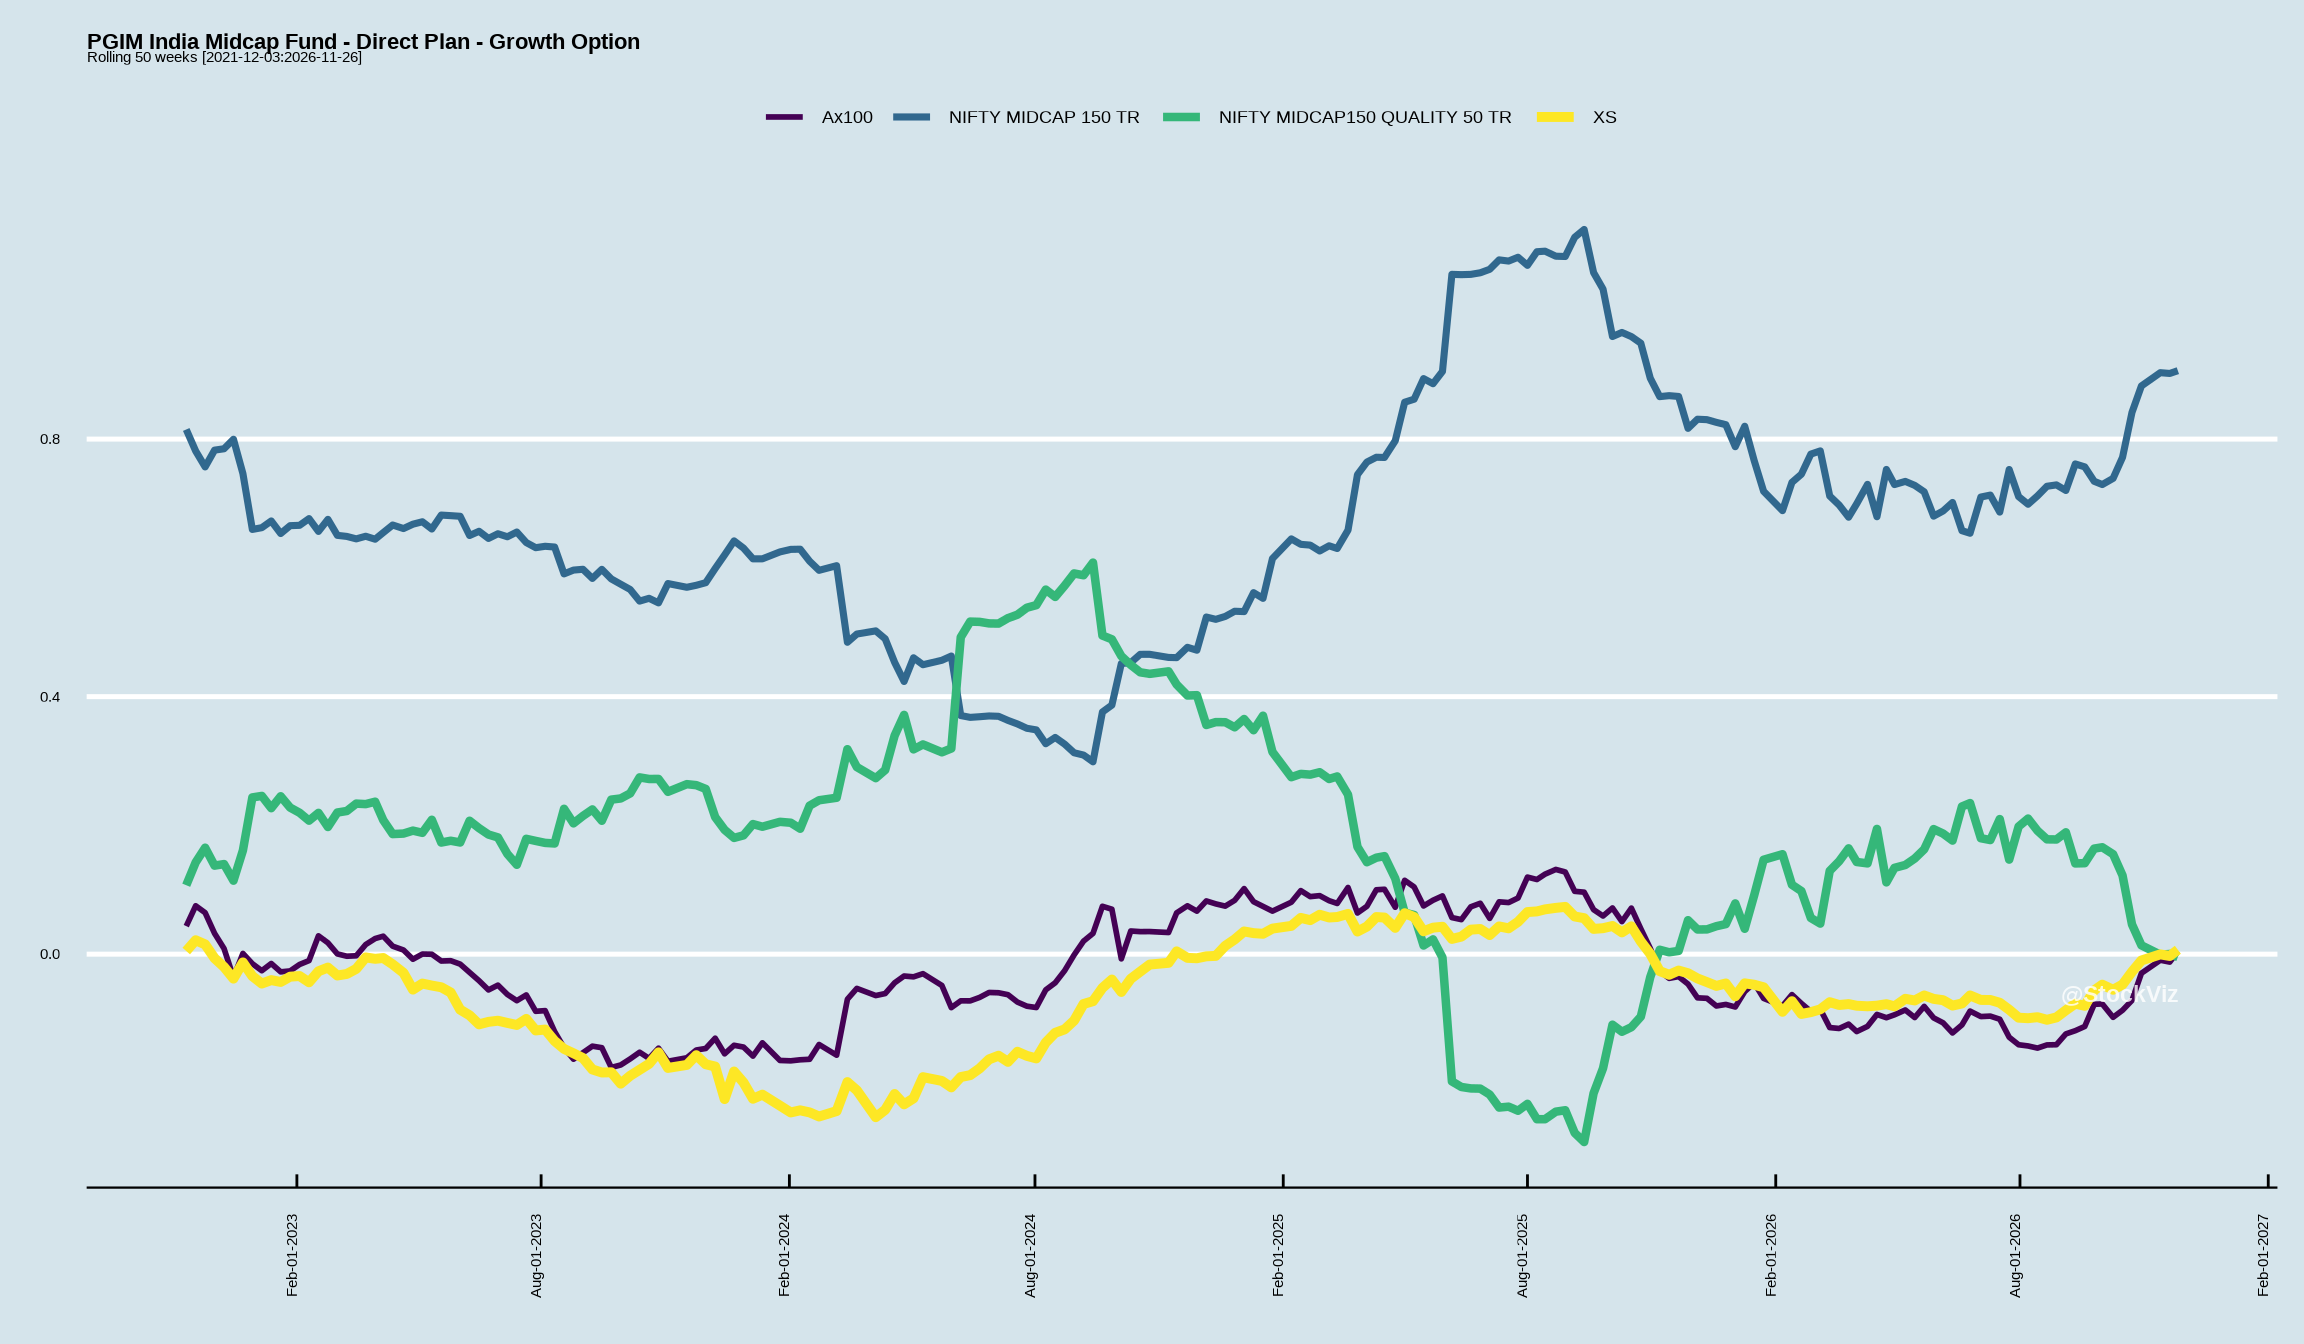 PGIM India Midcap Fund - Direct Plan - Growth Option
Rolling 50 weeks [2021-12-03:2026-11-26]
Ax100 NIFTY MIDCAP 150 TR NIFTY MIDCAP150 QUALITY 50 TR XS
0.8
0.4
0.0
@StockViz
Feb-01-2023 Aug-01-2023 Feb-01-2024 Aug-01-2024 Feb-01-2025 Aug-01-2025 Feb-01-2026 Aug-01-2026 Feb-01-2027